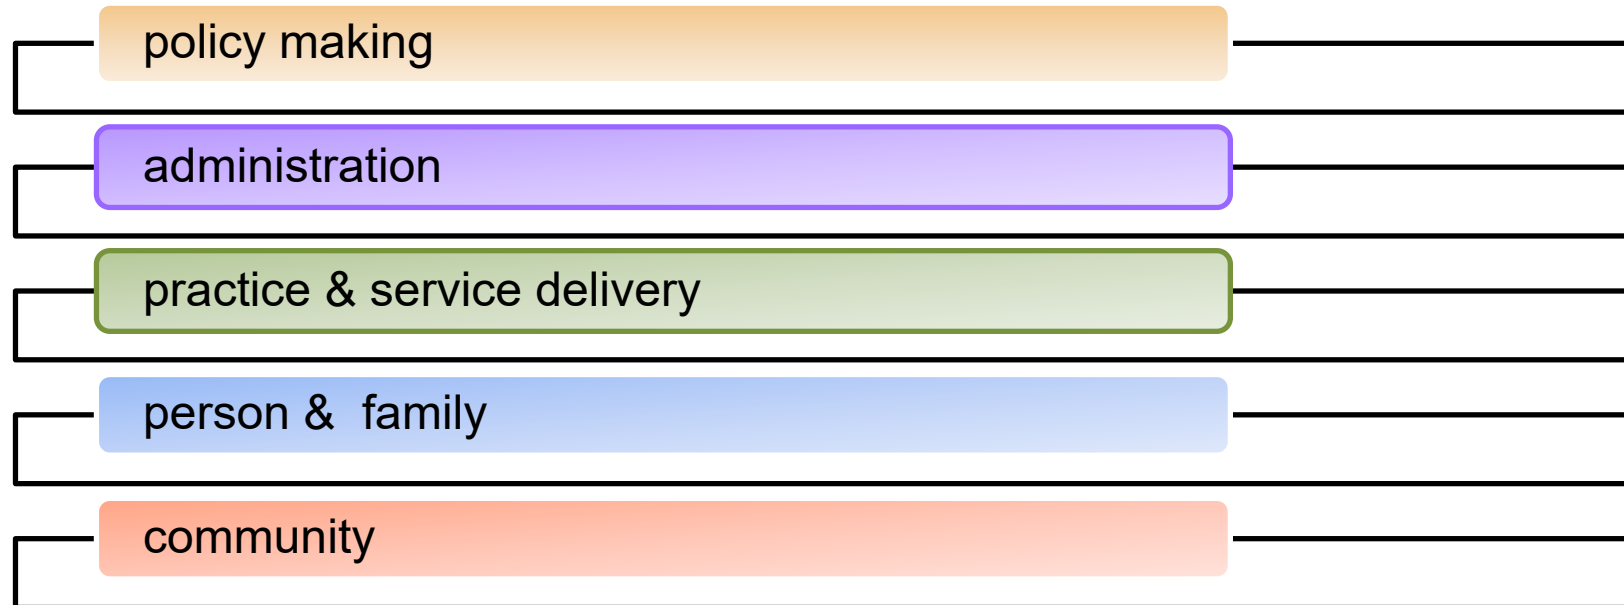 policy making
administration
practice & service delivery
person &  family
community